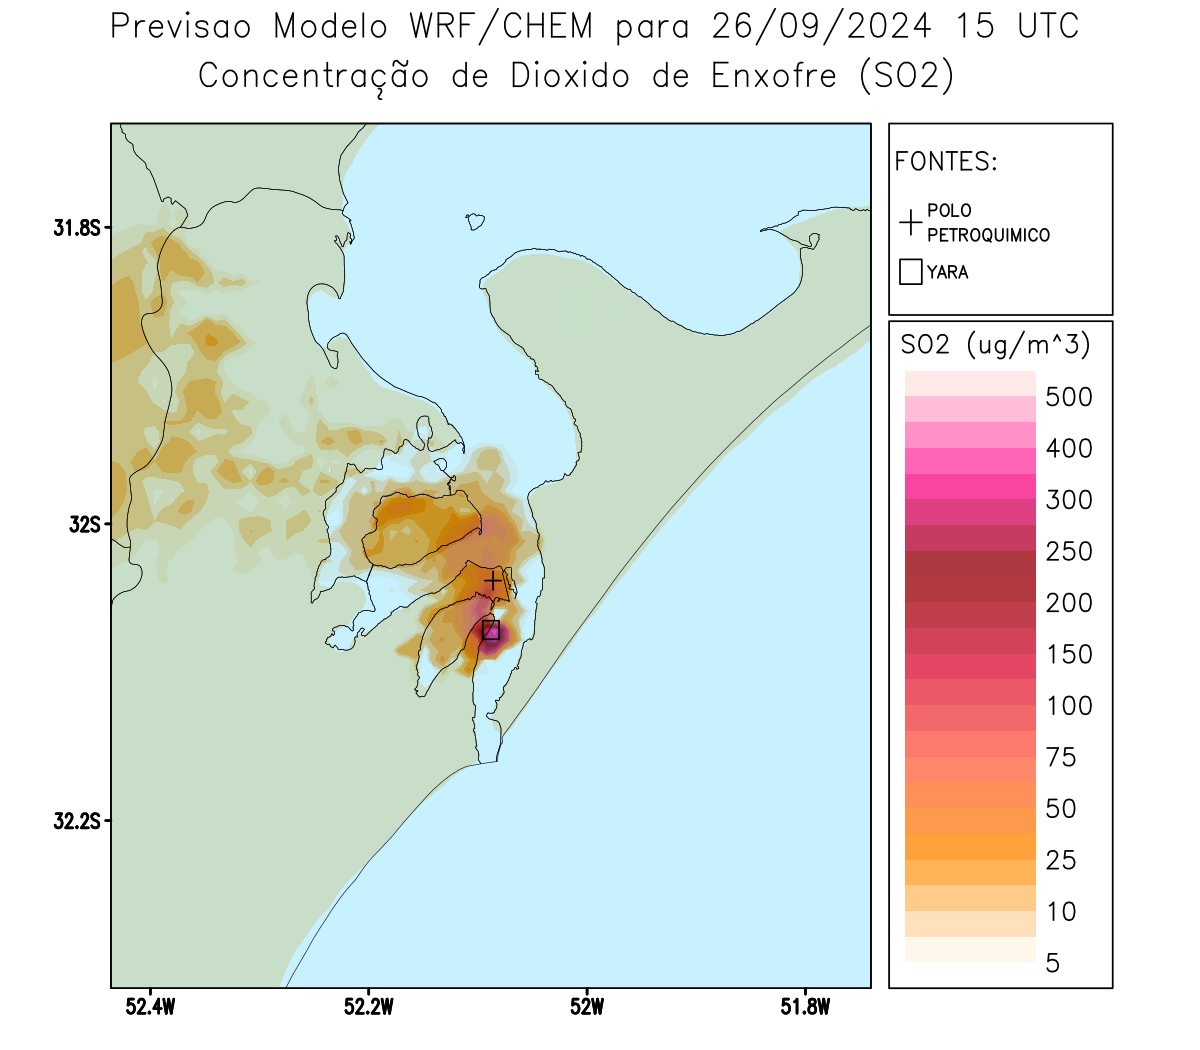 Previsao Modelo WRF/CHEM para 26/09/2024 15 UTC
Concentração de Dioxido de Enxofre (SO2)
FONTES:
POLO
PETROQUIMICO
YARA
SO2 (ug/m^3)
500
400
300
250
200
150
100
75
50
25
10
5
31.8S
32S
32.2S
52.4W
52.2W
52W
51.8W